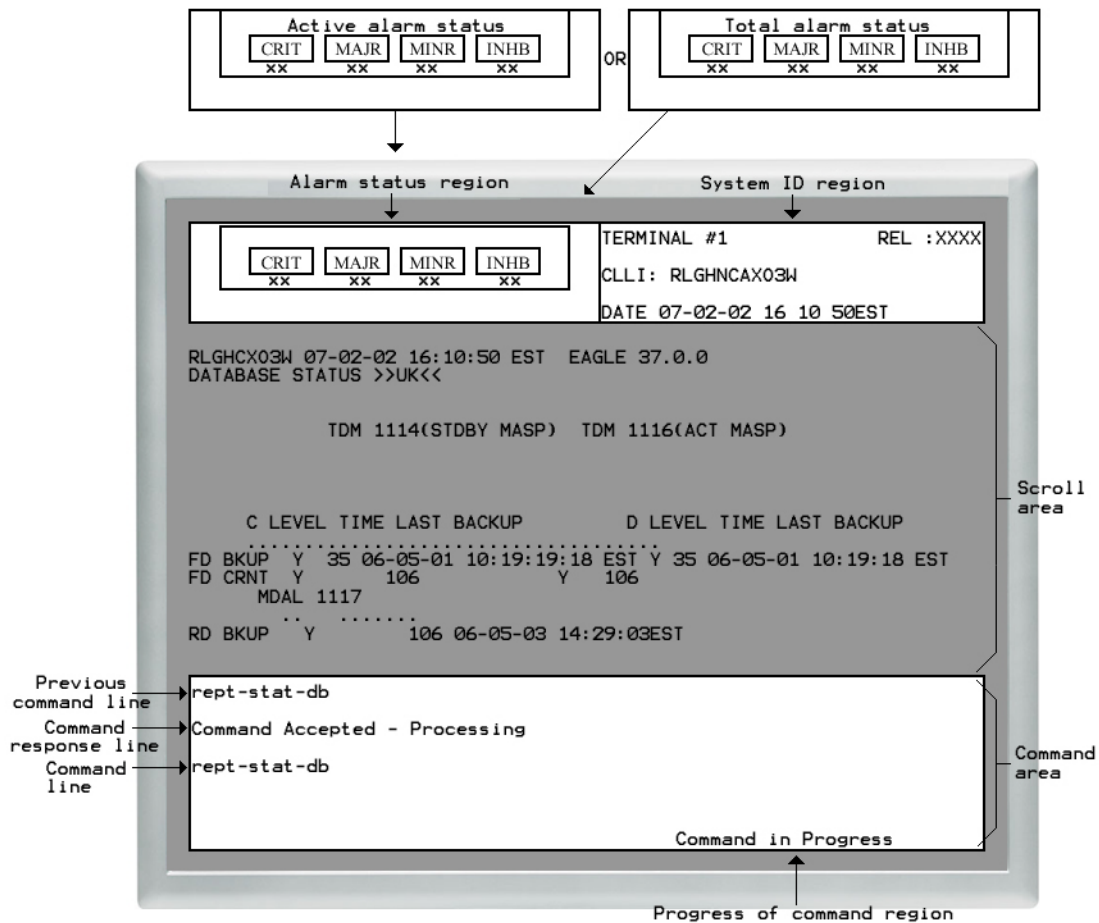 Active alarm status
CRIT MAJR MINR INHB
xx xx xx xx
OR
Total alarm status
CRIT MAJR MINR INHB
xx xx xx xx
Alarm status region
System ID region
CRIT MAJR MINR INHB
xx xx xx xx
TERMINAL #1 REL :XXXX
CLLI: RLGHNCAXO3W
DATE 07-02-02 16 10 50EST
RLGHCXO3W 07-02-02 16:10:50 EST EAGLE 37.0.0
DATABASE STATUS >>UK<<
TDM 1114(STDBY MASP) TDM 1116(ACT MASP)
C LEVEL TIME LAST BACKUP D LEVEL TIME LAST BACKUP
...................................
FD BKUP Y 35 06-05-01 10:19:19:18 EST Y 35 06-05-01 10:19:18 EST
FD CRNT Y 106 Y 106
MDAL 1117
.. .......
RD BKUP Y 106 06-05-03 14:29:03EST
Scroll
area
Previous
command line
rept-stat-db
Command
response line
Command Accepted - Processing
Command
line
rept-stat-db
Command
area
Command in Progress
Progress of command region